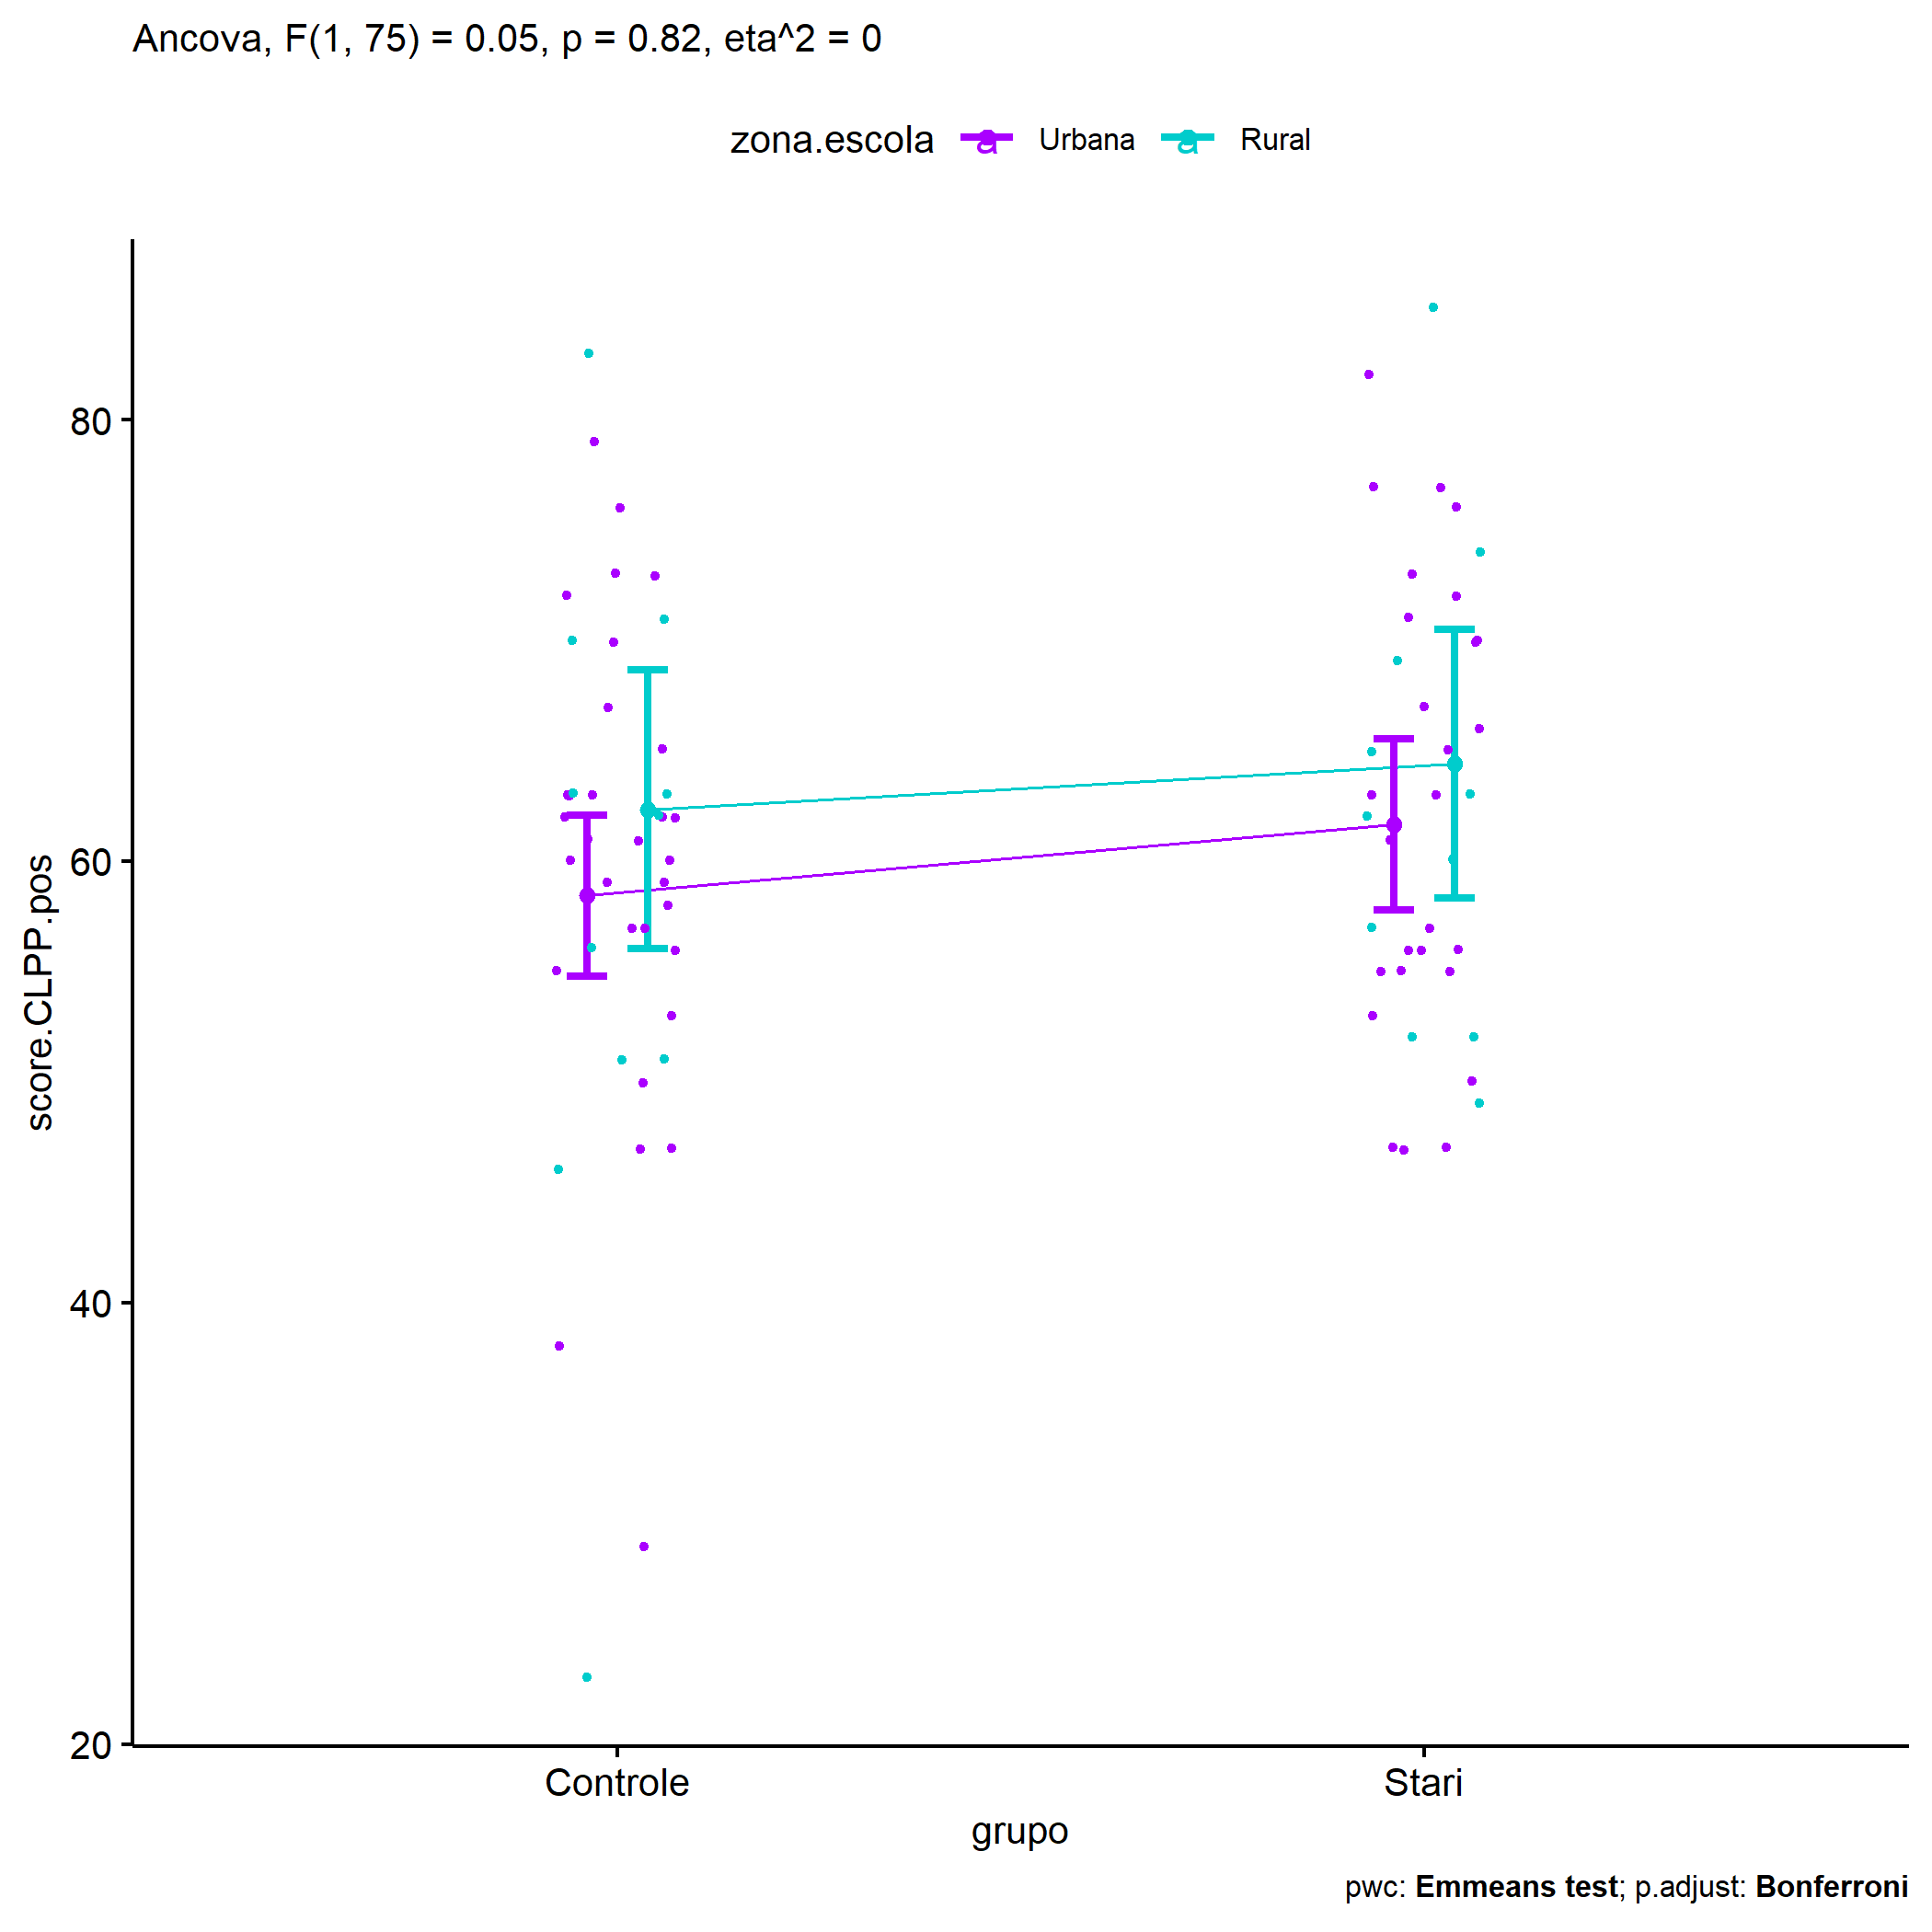 Ancova, F(1, 75) = 0.05, p = 0.82, eta^2 = 0
zona.escola a Urbana a Rural
80
60
40
20
score.CLPP.pos
Controle Stari
grupo
pwc: Emmeans test; p.adjust: Bonferroni